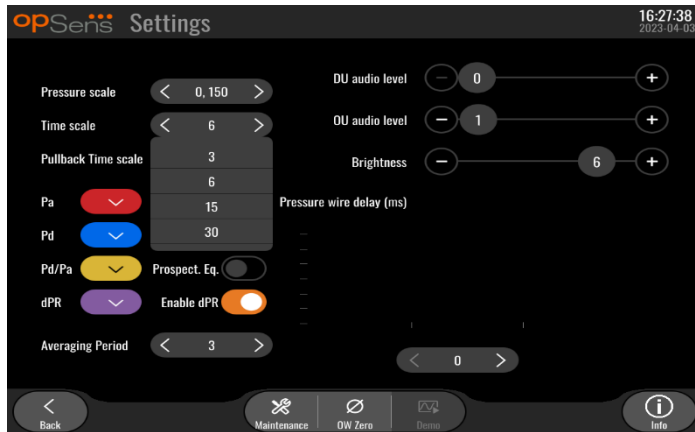 opSens Settings
16:27:38
2023-04-03
Pressure scale
0, 150
Time scale
6
3
6
15
30
Pullback Time scale
Pa
Pd
Pd/Pa
Prospect. Eq.
dPR
Enable dPR
Averaging Period
3
DU audio level
0
OU audio level
1
Brightness
6
Pressure wire delay (ms)
0
Back
Maintenance
OW Zero
Demo
Info